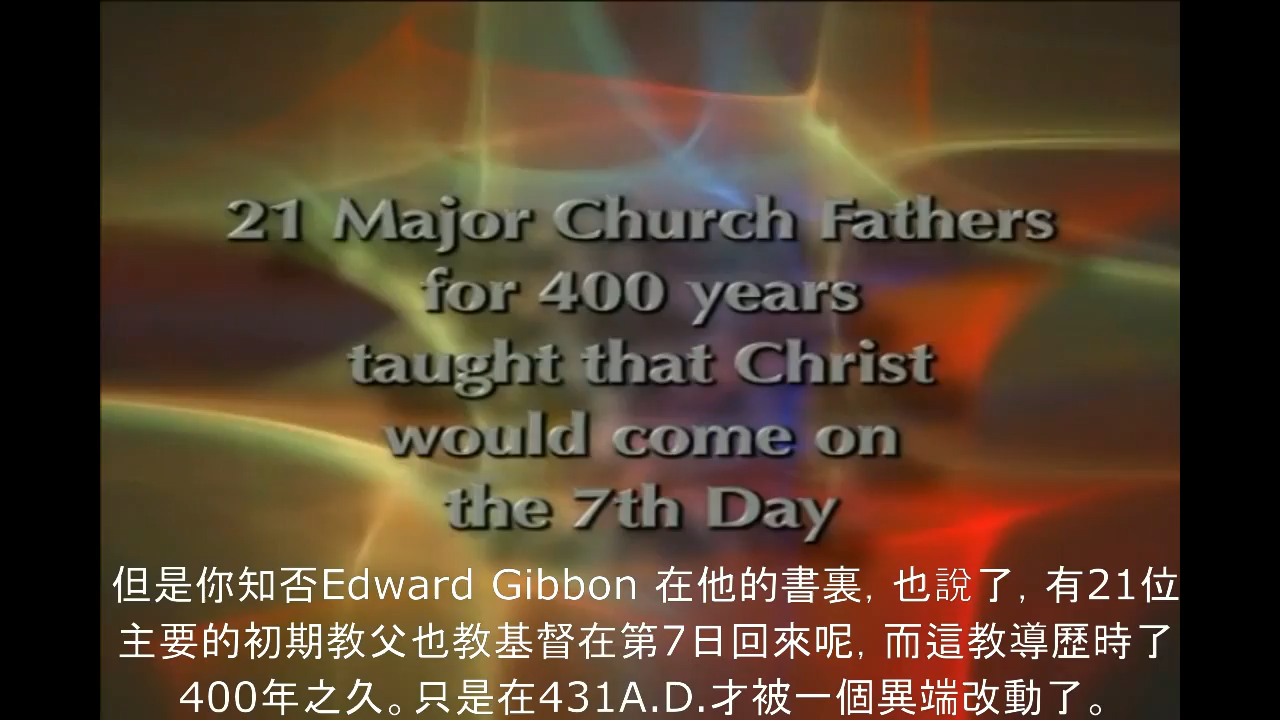 21 Major Church Fathers
for 400 years
taught that Christ
would come on
the 7th Day
但是你知否Edward Gibbon 在他的書裏, 也說了, 有21位
主要的初期教父也教基督在第7日回來呢, 而這教導歷時了
400年之久。只是在431A.D.才被一個異端改動了。